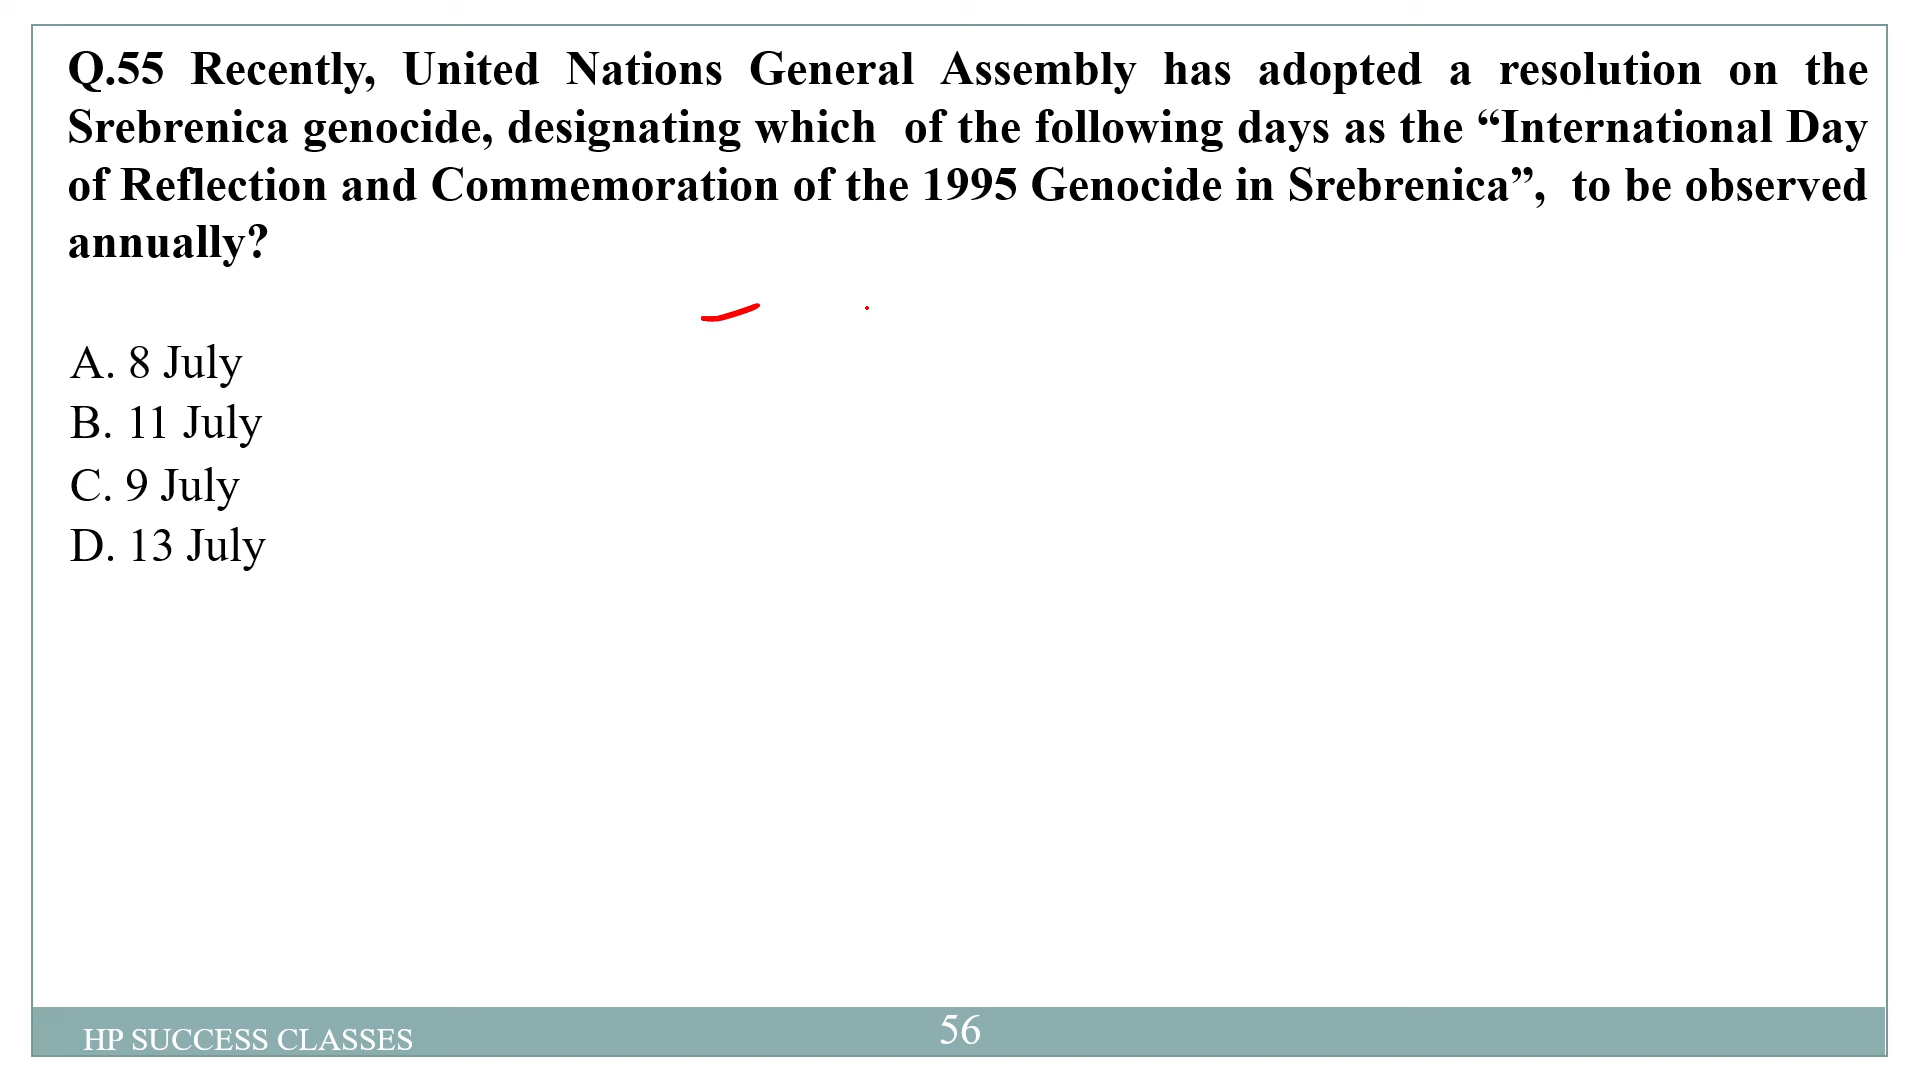 Q.55 Recently, United Nations General Assembly has adopted a resolution on the
Srebrenica genocide, designating which of the following days as the “International Day
of Reflection and Commemoration of the 1995 Genocide in Srebrenica”, to be observed
annually?
A. 8 July
B. 11 July
C. 9 July
D. 13 July
HP SUCCESS CLASSES
56